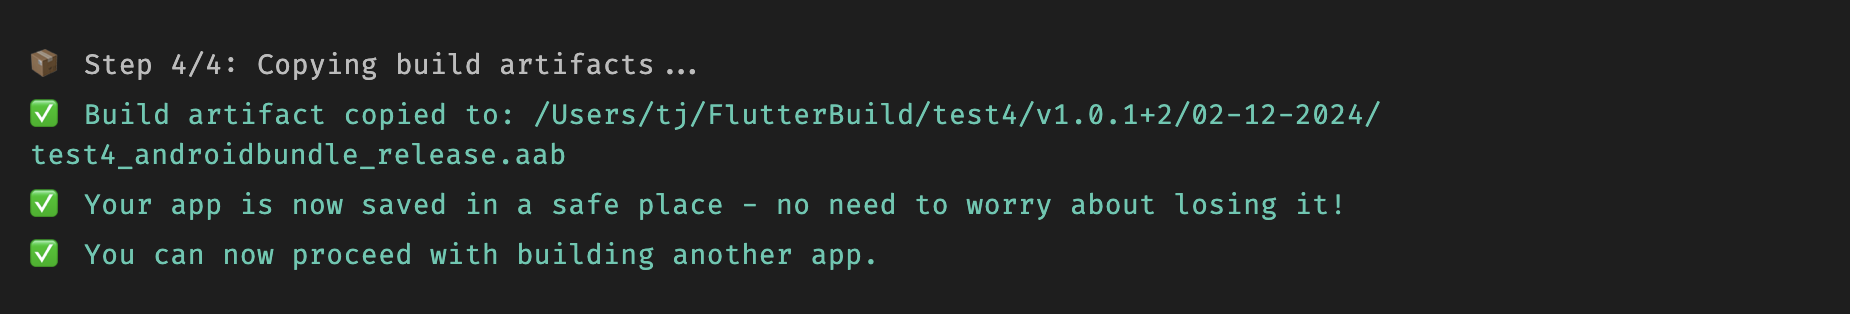 📦 Step 4/4: Copying build artifacts...
✅ Build artifact copied to: /Users/tj/FlutterBuild/test4/v1.0.1+2/02-12-2024/
test4_androidbundle_release.aab
✅ Your app is now saved in a safe place - no need to worry about losing it!
✅ You can now proceed with building another app.